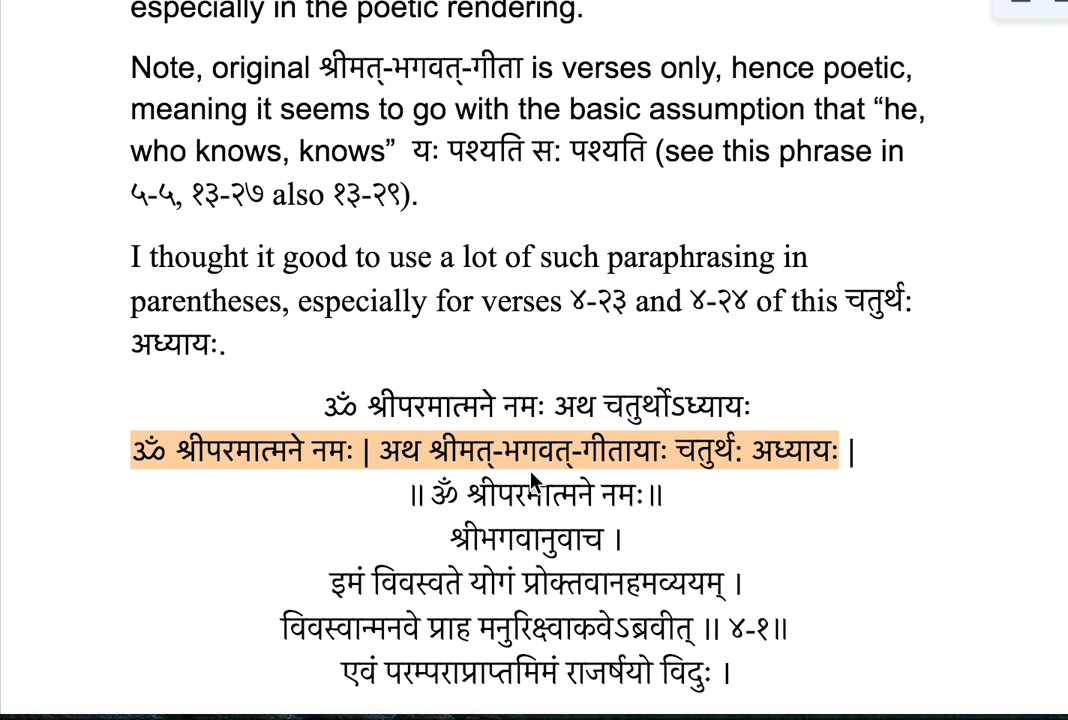 especially in the poetic rendering.
Note, original श्रीमत्-भगवत्-गीता is verses only, hence poetic,
meaning it seems to go with the basic assumption that “he,
who knows, knows” यः पश्यति स: पश्यति (see this phrase in
५-५, १३-२७ also १३-२९).
I thought it good to use a lot of such paraphrasing in
parentheses, especially for verses ४-२३ and ४-२४ of this चतुर्थ:
अध्यायः.
ॐ श्रीपरमात्मने नमः अथ चतुर्थोऽध्यायः
ॐ श्रीपरमात्मने नमः | अथ श्रीमत्-भगवत्-गीतायाः चतुर्थ: अध्यायः |
॥ ॐ श्रीपरमात्मने नमः॥
श्रीभगवानुवाच ।
इमं विवस्वते योगं प्रोक्तवानहमव्ययम् ।
विवस्वान्मनवे प्राह मनुरिक्ष्वाकवेऽब्रवीत् ॥ ४-१॥
एवं परम्पराप्राप्तमिमं राजर्षयो विदुः ।